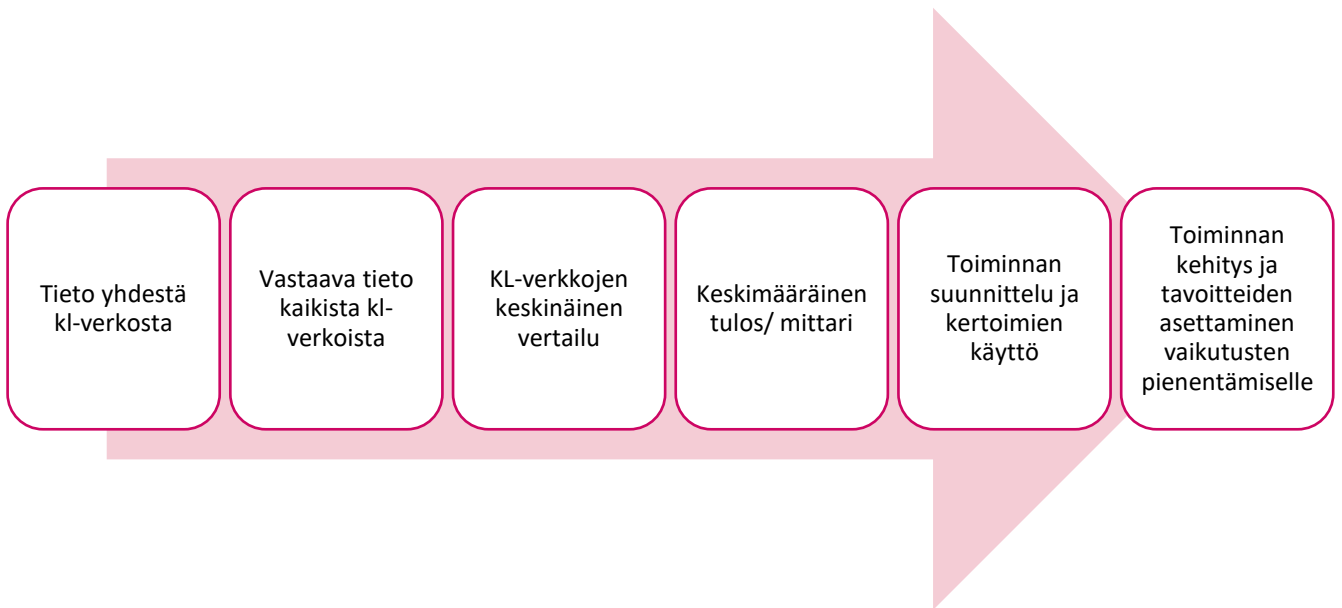 Tieto yhdestä
kl-verkosta
Vastaava tieto
kaikista kl-
verkoista
KL-verkkojen
keskinäinen
vertailu
Keskimääräinen
tulos/ mittari
Toiminnan
suunnittelu ja
kertoimien
käyttö
Toiminnan
kehitys ja
tavoitteiden
asettaminen
vaikutusten
pienentämiselle